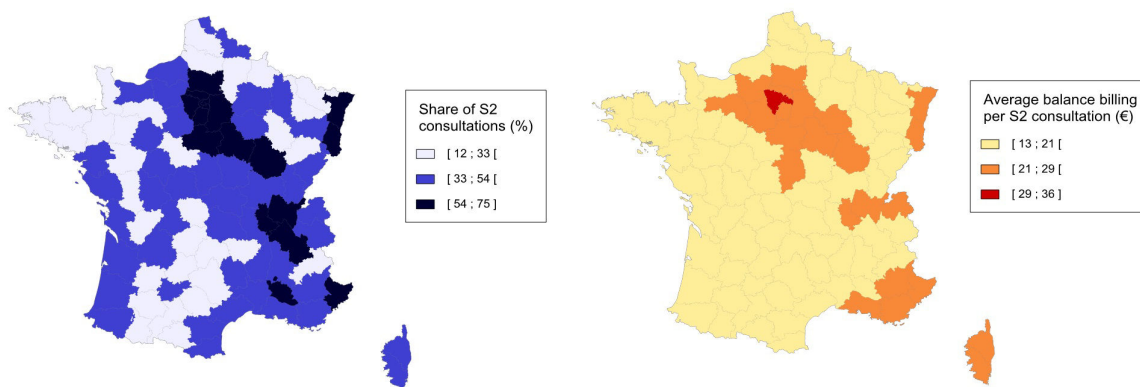 Share of S2
consultations (%)
[ 12 ; 33 [
[ 33 ; 54 [
[ 54 ; 75 ]
Average balance billing
per S2 consultation (€)
[ 13 ; 21 [
[ 21 ; 29 [
[ 29 ; 36 ]